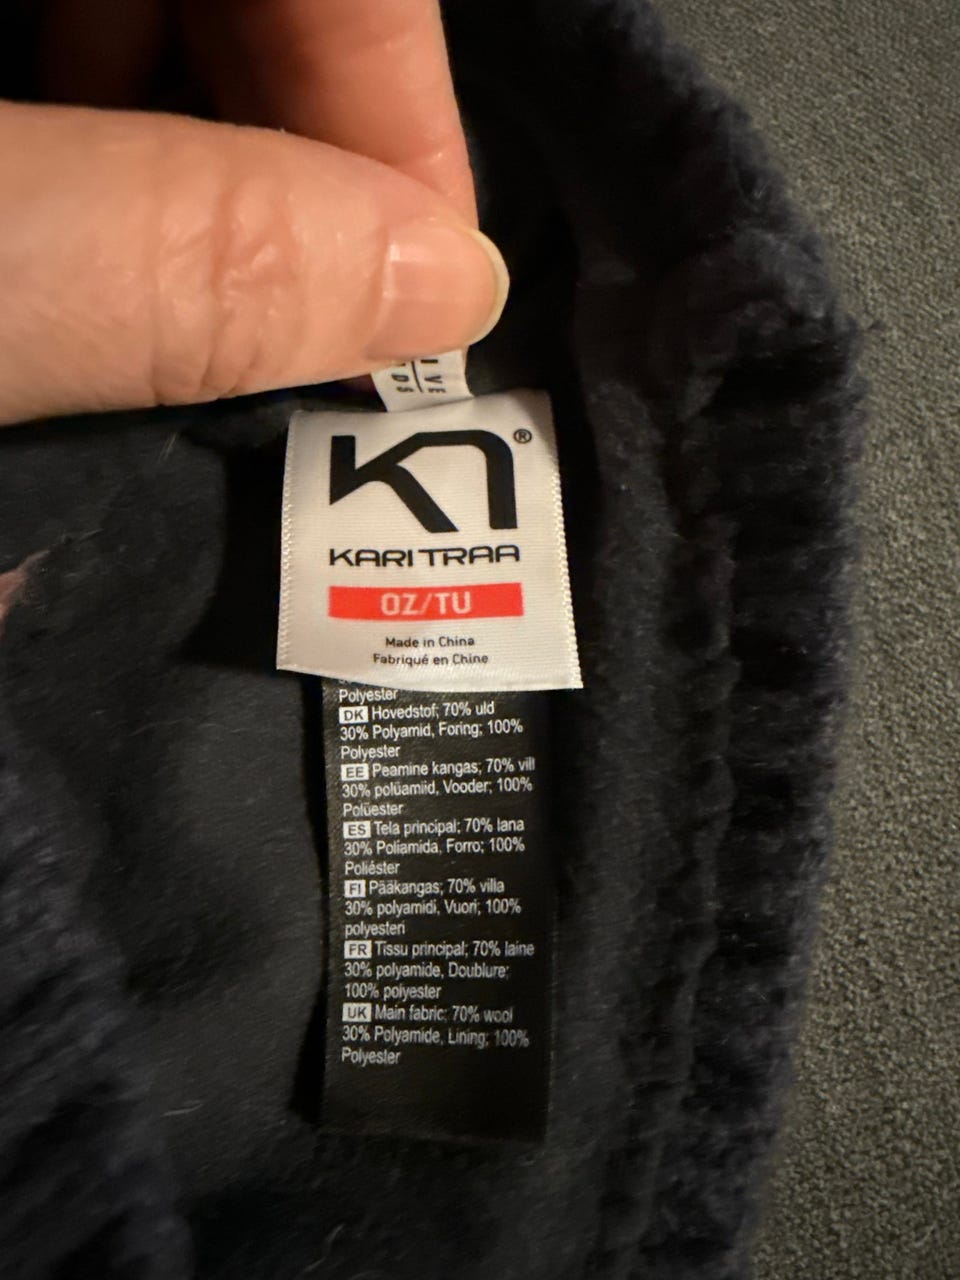 KARI TRAA
®
OZ/TU
Made in China
Fabriqué en Chine
Polyester
DK Hovedstof; 70% uld
30% Polyamid, Foring; 100%
Polyester
EE Peamine kangas; 70% vill
30% polüamiid, Vooder; 100%
Polüester
ES Tela principal; 70% lana
30% Poliamida, Forro; 100%
Poliéster
FI Pääkangas; 70% villa
30% polyamidi, Vuori; 100%
polyesteri
FR Tissu principal; 70% laine
30% polyamide, Doublure;
100% polyester
UK Main fabric; 70% wool
30% Polyamide, Lining; 100%
Polyester